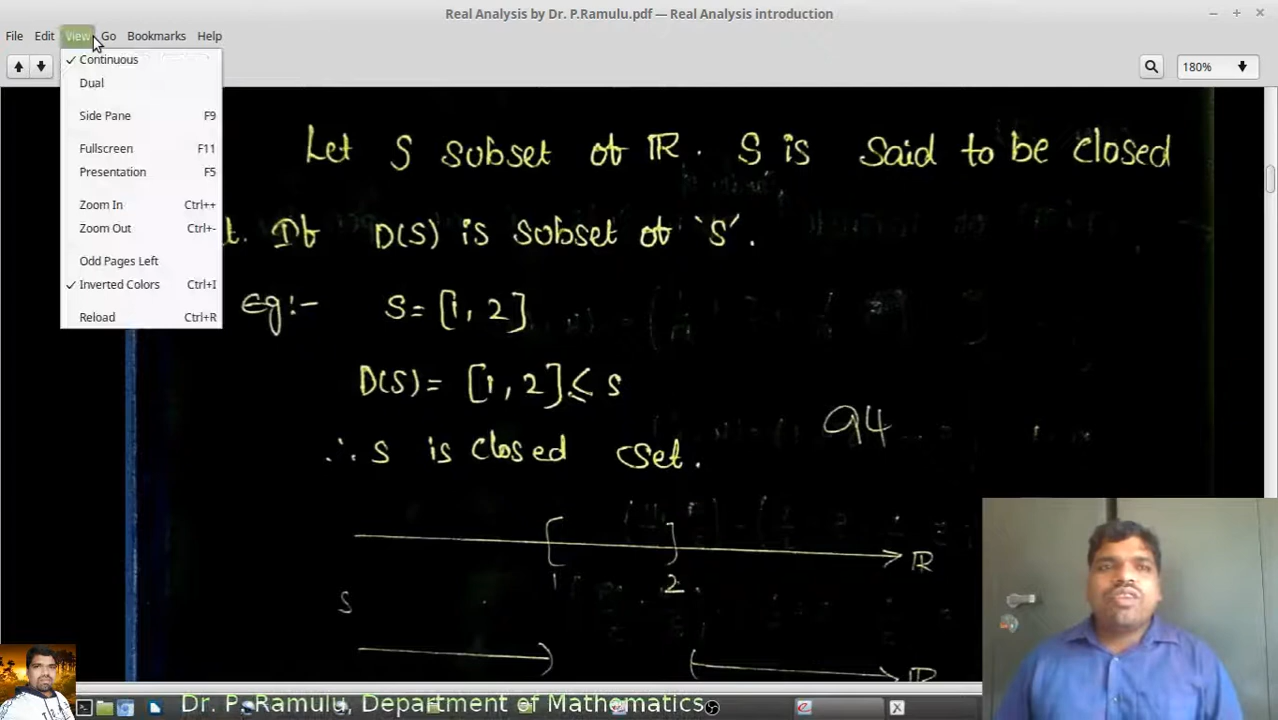 Real Analysis by Dr. P.Ramulu.pdf — Real Analysis introduction
File Edit View Go Bookmarks Help
180%
Continuous
Dual
Side Pane F9
Fullscreen F11
Presentation F5
Zoom In Ctrl++
Zoom Out Ctrl+-
Odd Pages Left
Inverted Colors Ctrl+I
Reload Ctrl+R
Let S subset of ℝ. S is said to be closed
t. If D(S) is subset of 'S'.
eg:- S=[1, 2]
D(S)= [1, 2]⊆ S
94
∴ S is closed set.
1 2 ℝ
S
ℝ
Dr. P. Ramulu, Department of Mathematics